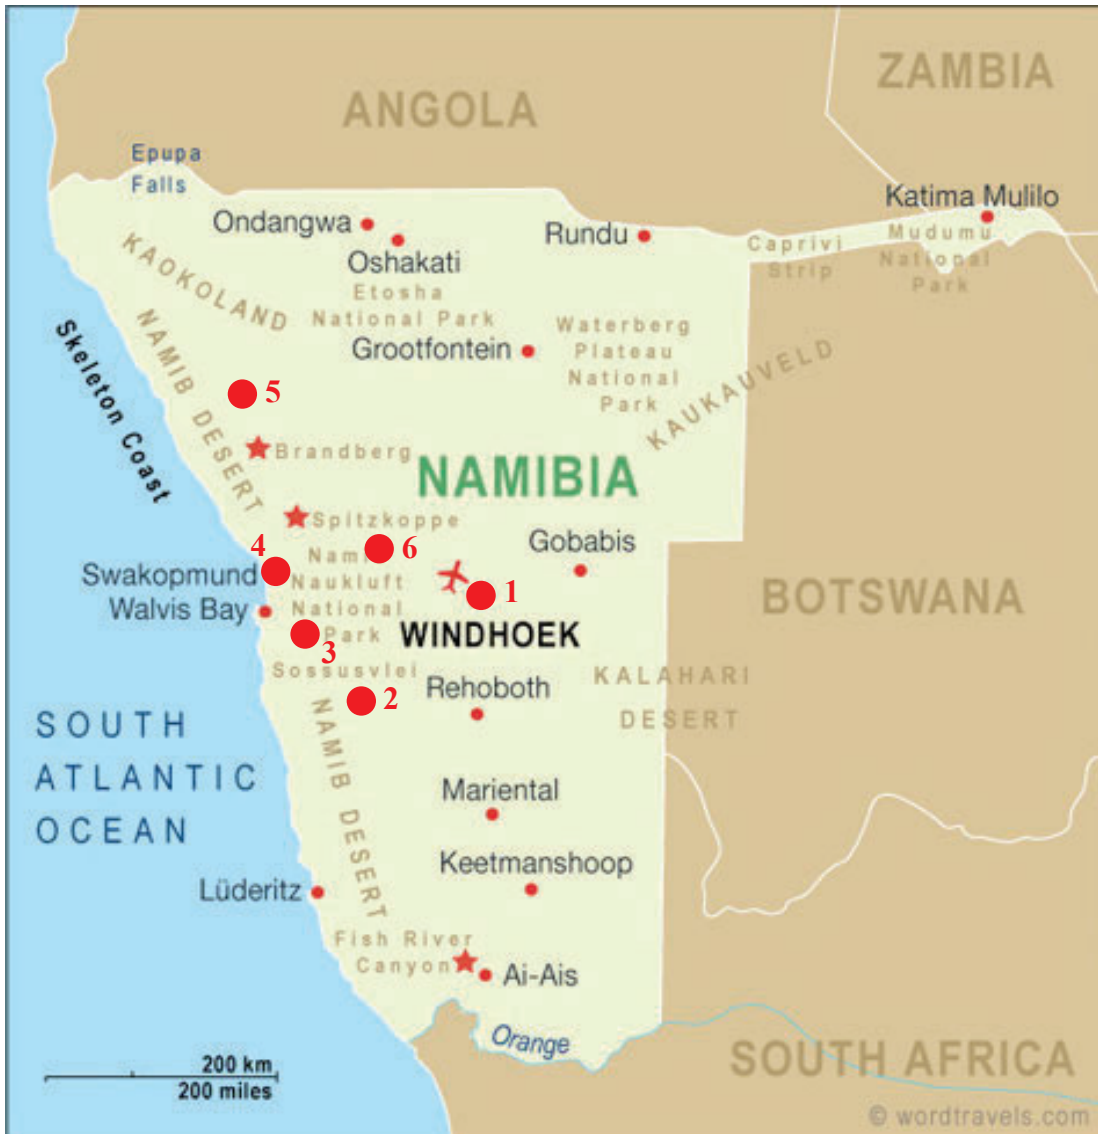 ZAMBIA
ANGOLA
Epupa
Falls
Katima Mulilo
Ondangwa
Rundu
Oshakati
Caprivi
Strip
Mudumu
National
Park
KAOKOLAND
Etosha
National Park
NAMIB DESERT
Skeleton Coast
Waterberg
Plateau
National
Park
Grootfontein
KAUKAUVELD
5
Brandberg
NAMIBIA
Spitzkoppe
4
6
Gobabis
Swakopmund
Nami
Naukluft
National
Park
1
BOTSWANA
Walvis Bay
3
WINDHOEK
Sossusvlei
2
Rehoboth
KALAHARI
DESERT
SOUTH
ATLANTIC
OCEAN
NAMIB DESERT
Mariental
Keetmanshoop
Lüderitz
Fish River
Canyon
Ai-Ais
Orange
200 km
200 miles
SOUTH AFRICA
© wordtravels.com